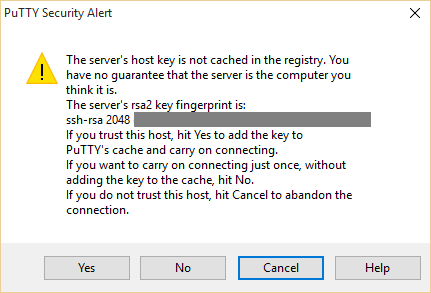 PuTTY Security Alert
The server's host key is not cached in the registry. You
have no guarantee that the server is the computer you
think it is.
The server's rsa2 key fingerprint is:
ssh-rsa 2048
If you trust this host, hit Yes to add the key to
PuTTY's cache and carry on connecting.
If you want to carry on connecting just once, without
adding the key to the cache, hit No.
If you do not trust this host, hit Cancel to abandon the
connection.
Yes No Cancel Help